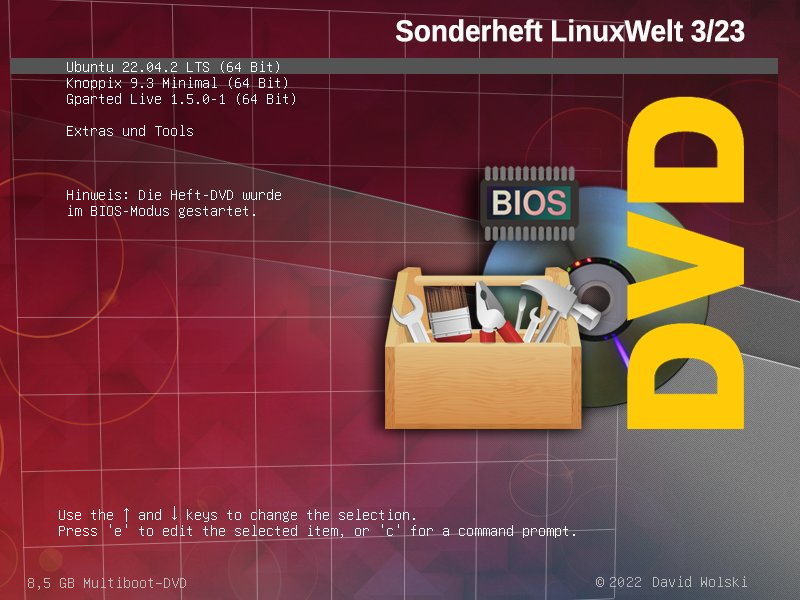 Sonderheft LinuxWelt 3/23
Ubuntu 22.04.2 LTS (64 Bit)
Knoppix 9.3 Minimal (64 Bit)
Gparted Live 1.5.0-1 (64 Bit)
Extras und Tools
Hinweis: Die Heft-DVD wurde
im BIOS-Modus gestartet.
BIOS
DVD
Use the ↑ and ↓ keys to change the selection.
Press 'e' to edit the selected item, or 'c' for a command prompt.
8,5 GB Multiboot-DVD
© 2022 David Wolski